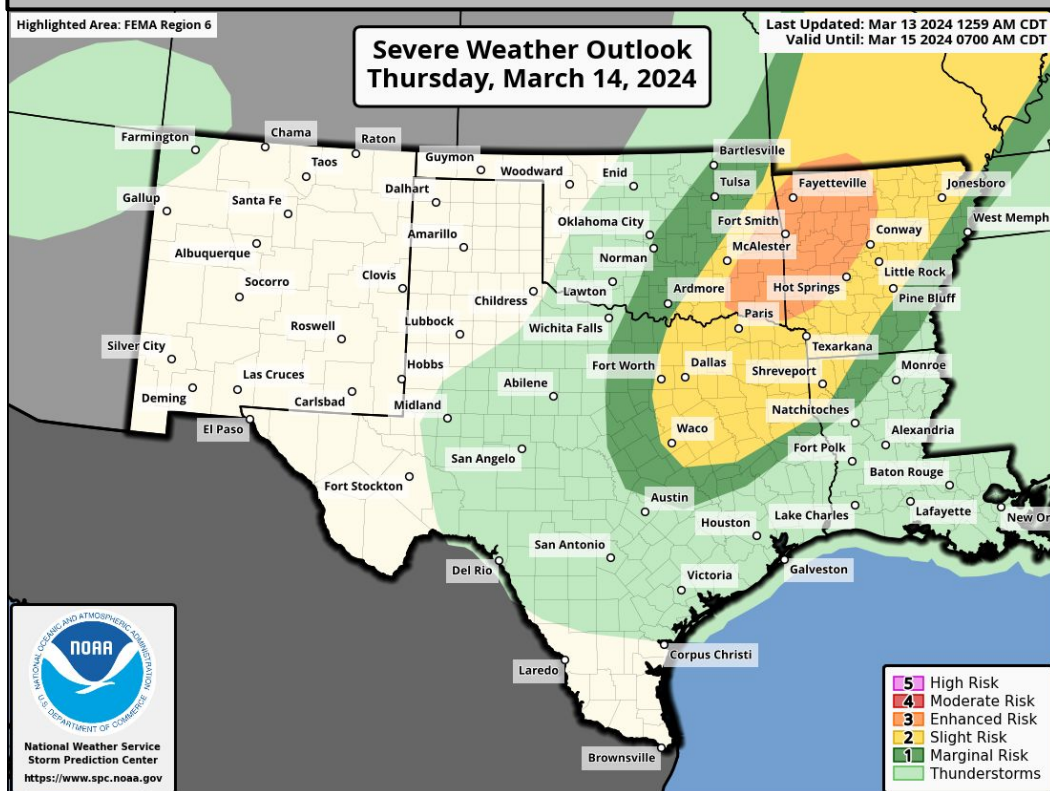 Highlighted Area: FEMA Region 6
Last Updated: Mar 13 2024 1259 AM CDT
Valid Until: Mar 15 2024 0700 AM CDT
Severe Weather Outlook
Thursday, March 14, 2024
Farmington
Chama
Raton
Taos
Guymon
Woodward
Enid
Bartlesville
Tulsa
Fayetteville
Jonesboro
Gallup
Santa Fe
Dalhart
Oklahoma City
Fort Smith
Conway
West Memph
Albuquerque
Amarillo
Norman
McAlester
Socorro
Clovis
Childress
Lawton
Ardmore
Hot Springs
Little Rock
Pine Bluff
Roswell
Lubbock
Wichita Falls
Paris
Texarkana
Silver City
Las Cruces
Hobbs
Abilene
Fort Worth
Dallas
Shreveport
Monroe
Deming
Carlsbad
Midland
Natchitoches
El Paso
Waco
Alexandria
San Angelo
Fort Polk
Fort Stockton
Baton Rouge
Austin
Lake Charles
Lafayette
New Or
Houston
San Antonio
Del Rio
Galveston
Victoria
Corpus Christi
Laredo
Brownsville
NATIONAL OCEANIC AND ATMOSPHERIC ADMINISTRATION
NOAA
U.S. DEPARTMENT OF COMMERCE
National Weather Service
Storm Prediction Center
https://www.spc.noaa.gov
5 High Risk
4 Moderate Risk
3 Enhanced Risk
2 Slight Risk
1 Marginal Risk
Thunderstorms